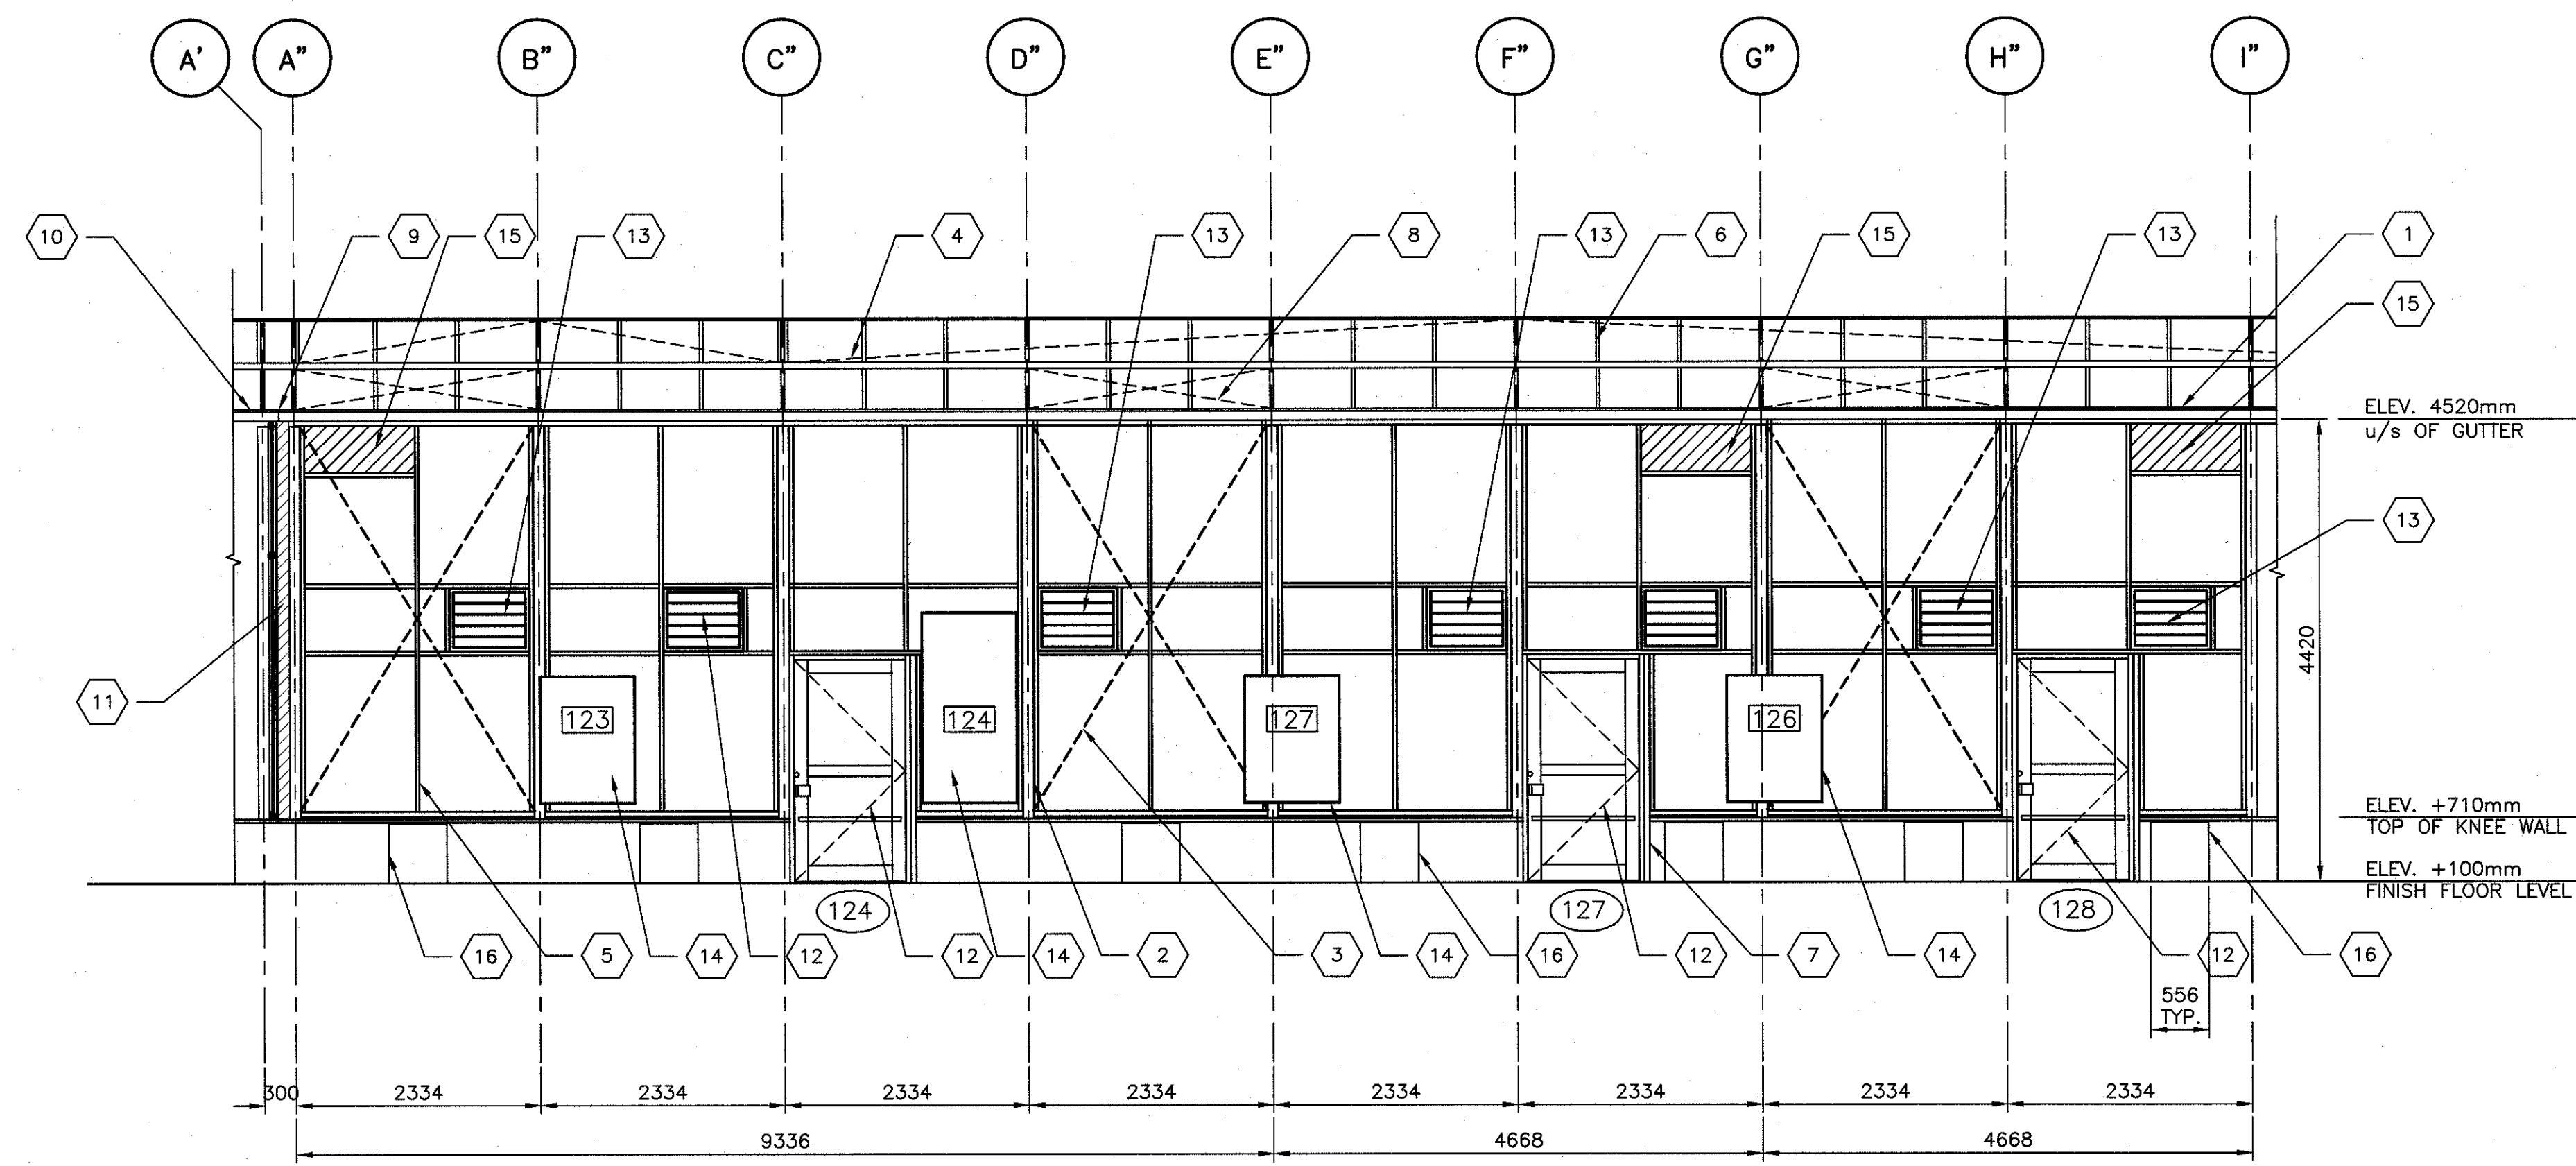 A' A" B" C" D" E" F" G" H" I"
10 9 15 13 4 13 8 13 6 15 13 1
15
ELEV. 4520mm
u/s OF GUTTER
13
4420
11
123 124 127 126
ELEV. +710mm
TOP OF KNEE WALL
ELEV. +100mm
FINISH FLOOR LEVEL
124 127 128
16 5 14 12 12 14 2 3 14 16 12 7 14 12 16
556
TYP.
300 2334 2334 2334 2334 2334 2334 2334 2334
9336 4668 4668